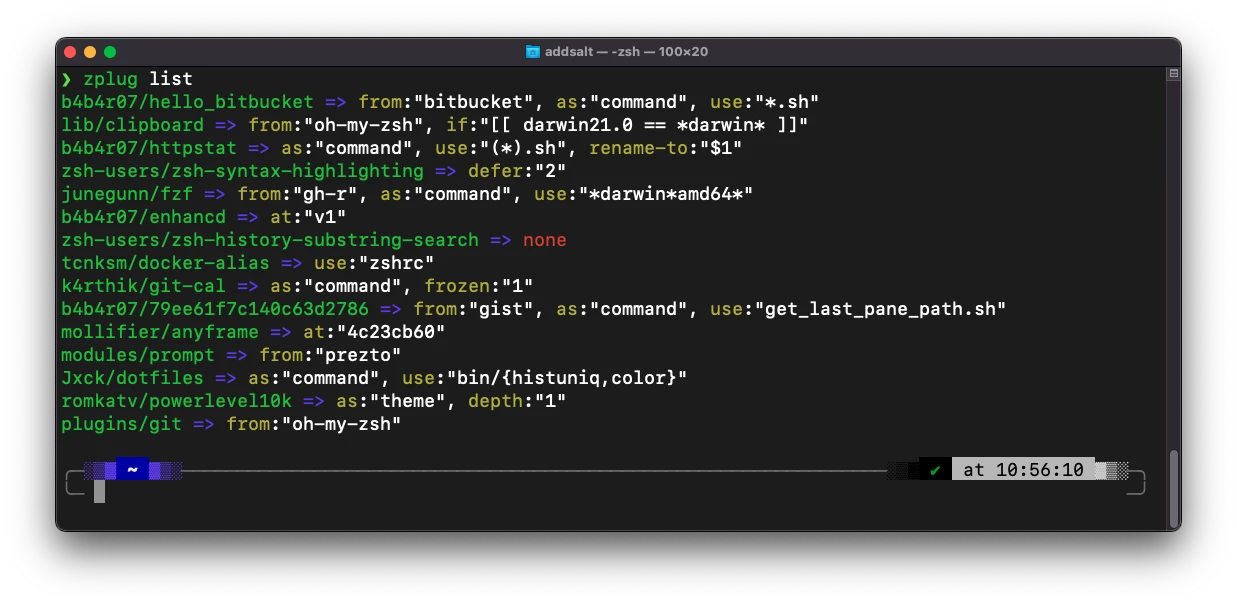 addsalt — -zsh — 100×20
❯ zplug list
b4b4r07/hello_bitbucket => from:"bitbucket", as:"command", use:"*.sh"
lib/clipboard => from:"oh-my-zsh", if:"[[ darwin21.0 == *darwin* ]]"
b4b4r07/httpstat => as:"command", use:"(*).sh", rename-to:"$1"
zsh-users/zsh-syntax-highlighting => defer:"2"
junegunn/fzf => from:"gh-r", as:"command", use:"*darwin*amd64*"
b4b4r07/enhancd => at:"v1"
zsh-users/zsh-history-substring-search => none
tcnksm/docker-alias => use:"zshrc"
k4rthik/git-cal => as:"command", frozen:"1"
b4b4r07/79ee61f7c140c63d2786 => from:"gist", as:"command", use:"get_last_pane_path.sh"
mollifier/anyframe => at:"4c23cb60"
modules/prompt => from:"prezto"
Jxck/dotfiles => as:"command", use:"bin/{histuniq,color}"
romkatv/powerlevel10k => as:"theme", depth:"1"
plugins/git => from:"oh-my-zsh"
~ ✔ at 10:56:10